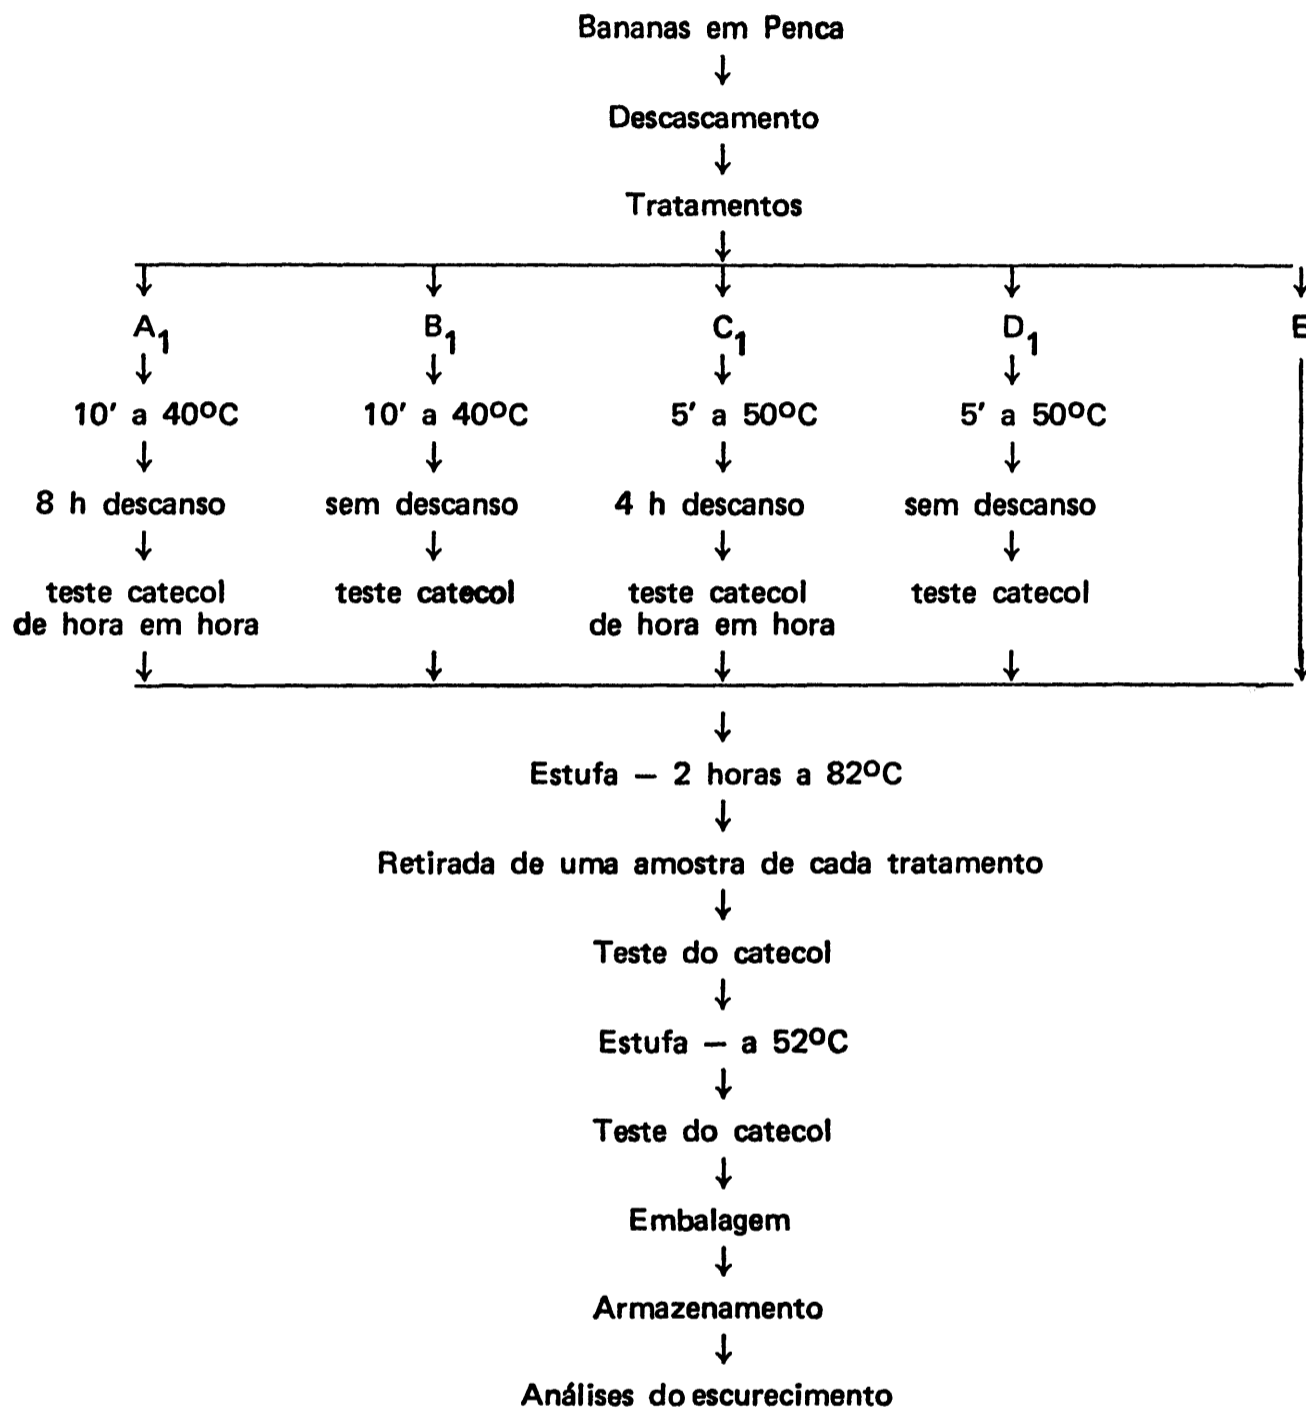 Bananas em Penca
Descascamento
Tratamentos
A1 B1 C1 D1 E
10' a 40ºC 10' a 40ºC 5' a 50ºC 5' a 50ºC
8 h descanso sem descanso 4 h descanso sem descanso
teste catecol teste catecol teste catecol teste catecol
de hora em hora de hora em hora
Estufa — 2 horas a 82ºC
Retirada de uma amostra de cada tratamento
Teste do catecol
Estufa — a 52ºC
Teste do catecol
Embalagem
Armazenamento
Análises do escurecimento